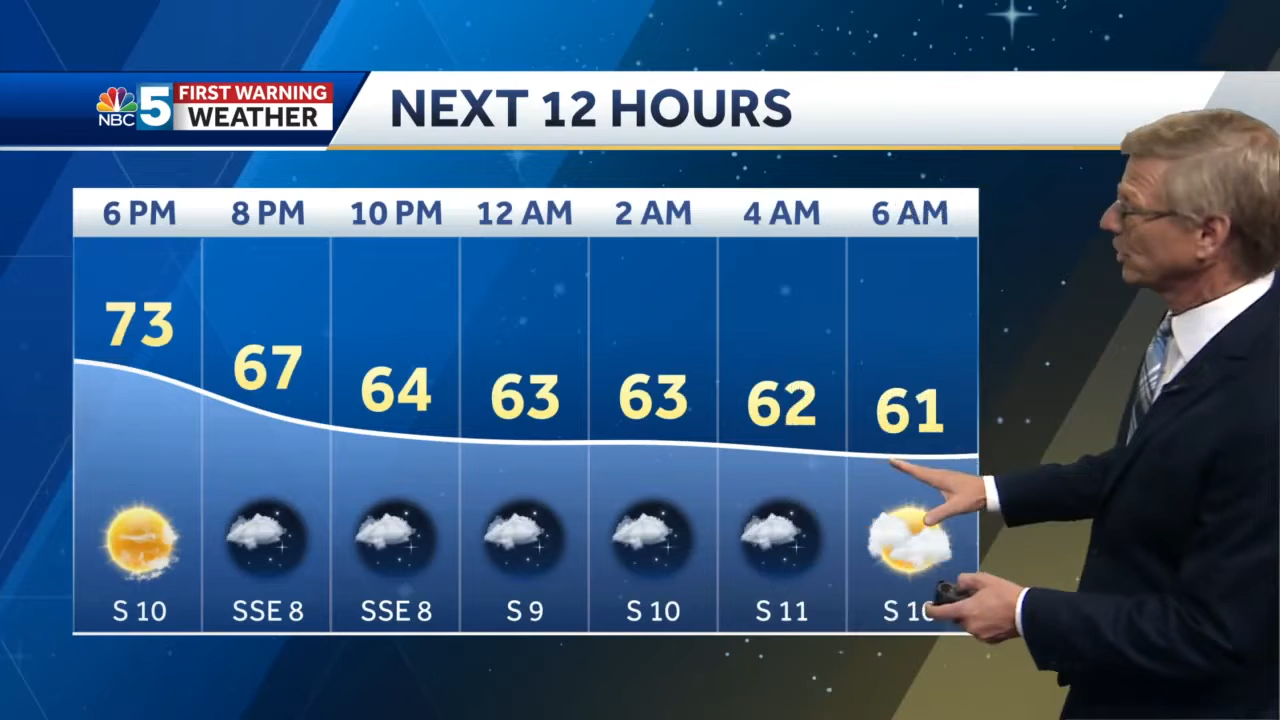 NBC 5 FIRST WARNING
WEATHER
NEXT 12 HOURS
6 PM 8 PM 10 PM 12 AM 2 AM 4 AM 6 AM
73 67 64 63 63 62 61
S 10 SSE 8 SSE 8 S 9 S 10 S 11 S 10